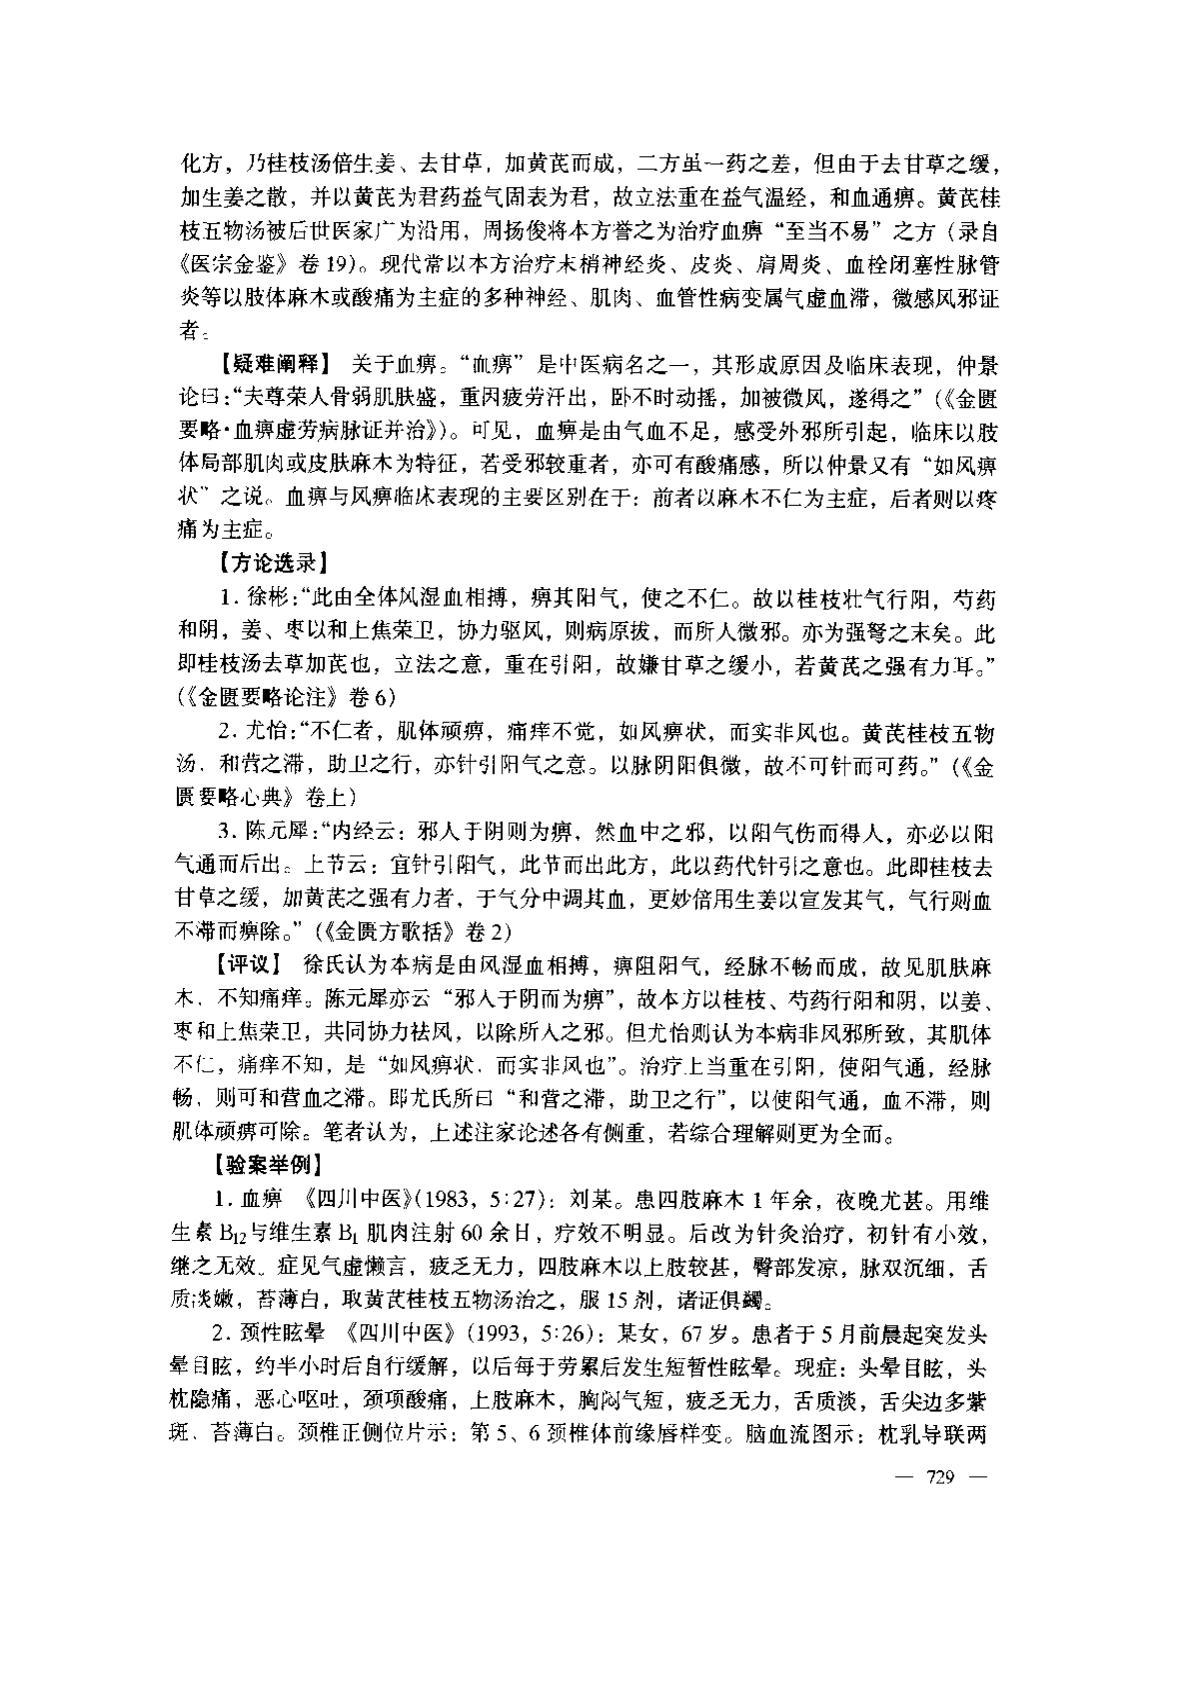 化方，乃桂枝汤倍生姜、去甘草，加黄芪而成，二方虽一药之差，但由于去甘草之缓，
加生姜之散，并以黄芪为君药益气固表为君，故立法重在益气温经，和血通痹。黄芪桂
枝五物汤被后世医家广为沿用，周扬俊将本方誉之为治疗血痹“至当不易”之方（录自
《医宗金鉴》卷19）。现代常以本方治疗末梢神经炎、皮炎、肩周炎、血栓闭塞性脉管
炎等以肢体麻木或酸痛为主症的多种神经、肌肉、血管性病变属气虚血滞，微感风邪证
者。
【疑难阐释】 关于血痹。“血痹”是中医病名之一，其形成原因及临床表现，仲景
论曰：“夫尊荣人骨弱肌肤盛，重因疲劳汗出，卧不时动摇，加被微风，遂得之”（《金匮
要略·血痹虚劳病脉证并治》）。可见，血痹是由气血不足，感受外邪所引起，临床以肢
体局部肌肉或皮肤麻木为特征，若受邪较重者，亦可有酸痛感，所以仲景又有“如风痹
状”之说。血痹与风痹临床表现的主要区别在于：前者以麻木不仁为主症，后者则以疼
痛为主症。
【方论选录】
1. 徐彬：“此由全体风湿血相搏，痹其阳气，使之不仁。故以桂枝壮气行阳，芍药
和阴，姜、枣以和上焦荣卫，协力驱风，则病原拔，而所入微邪。亦为强弩之末矣。此
即桂枝汤去草加芪也，立法之意，重在引阳，故嫌甘草之缓小，若黄芪之强有力耳。”
（《金匮要略论注》卷6）
2. 尤怡：“不仁者，肌体顽痹，痛痒不觉，如风痹状，而实非风也。黄芪桂枝五物
汤，和营之滞，助卫之行，亦针引阳气之意。以脉阴阳俱微，故不可针而可药。”（《金
匮要略心典》卷上）
3. 陈元犀：“内经云：邪入于阴则为痹，然血中之邪，以阳气伤而得入，亦必以阳
气通而后出。上节云：宜针引阳气，此节而出此方，此以药代针引之意也。此即桂枝去
甘草之缓，加黄芪之强有力者，于气分中调其血，更妙倍用生姜以宣发其气，气行则血
不滞而痹除。”（《金匮方歌括》卷2）
【评议】 徐氏认为本病是由风湿血相搏，痹阻阳气，经脉不畅而成，故见肌肤麻
木，不知痛痒。陈元犀亦云“邪入于阴而为痹”，故本方以桂枝、芍药行阳和阴，以姜、
枣和上焦荣卫，共同协力祛风，以除所入之邪。但尤怡则认为本病非风邪所致，其肌体
不仁，痛痒不知，是“如风痹状，而实非风也”。治疗上当重在引阳，使阳气通，经脉
畅，则可和营血之滞。即尤氏所曰“和营之滞，助卫之行”，以使阳气通，血不滞，则
肌体顽痹可除。笔者认为，上述注家论述各有侧重，若综合理解则更为全面。
【验案举例】
1. 血痹 《四川中医》（1983，5：27）：刘某。患四肢麻木1年余，夜晚尤甚。用维
生素B12与维生素B1肌肉注射60余日，疗效不明显。后改为针灸治疗，初针有小效，
继之无效。症见气虚懒言，疲乏无力，四肢麻木以上肢较甚，臀部发凉，脉双沉细，舌
质淡嫩，苔薄白，取黄芪桂枝五物汤治之，服15剂，诸证俱蠲。
2. 颈性眩晕 《四川中医》（1993，5：26）：某女，67岁。患者于5月前晨起突发头
晕目眩，约半小时后自行缓解，以后每于劳累后发生短暂性眩晕。现症：头晕目眩，头
枕隐痛，恶心呕吐，颈项酸痛，上肢麻木，胸闷气短，疲乏无力，舌质淡，舌尖边多紫
斑，苔薄白。颈椎正侧位片示：第5、6颈椎体前缘唇样变。脑血流图示：枕乳导联两
— 729 —